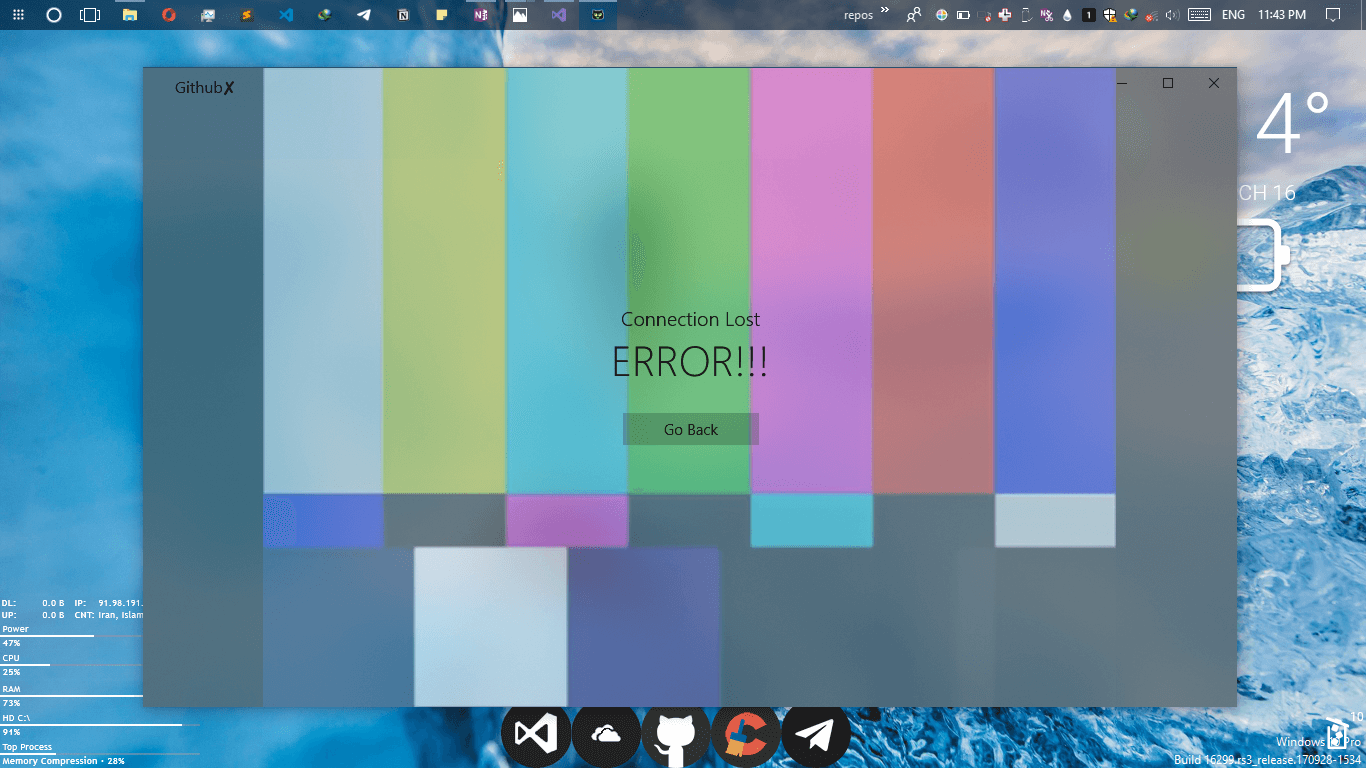 repos
1
ENG
11:43 PM
Github✗
4°
CH 16
Connection Lost
ERROR!!!
Go Back
DL: 0.0 B IP: 91.98.191.
UP: 0.0 B CNT: Iran, Islam
Power
47%
CPU
25%
RAM
73%
HD C:\
91%
Top Process
Memory Compression • 28%
10
Windows 10 Pro
Build 16299.rs3_release.170928-1534